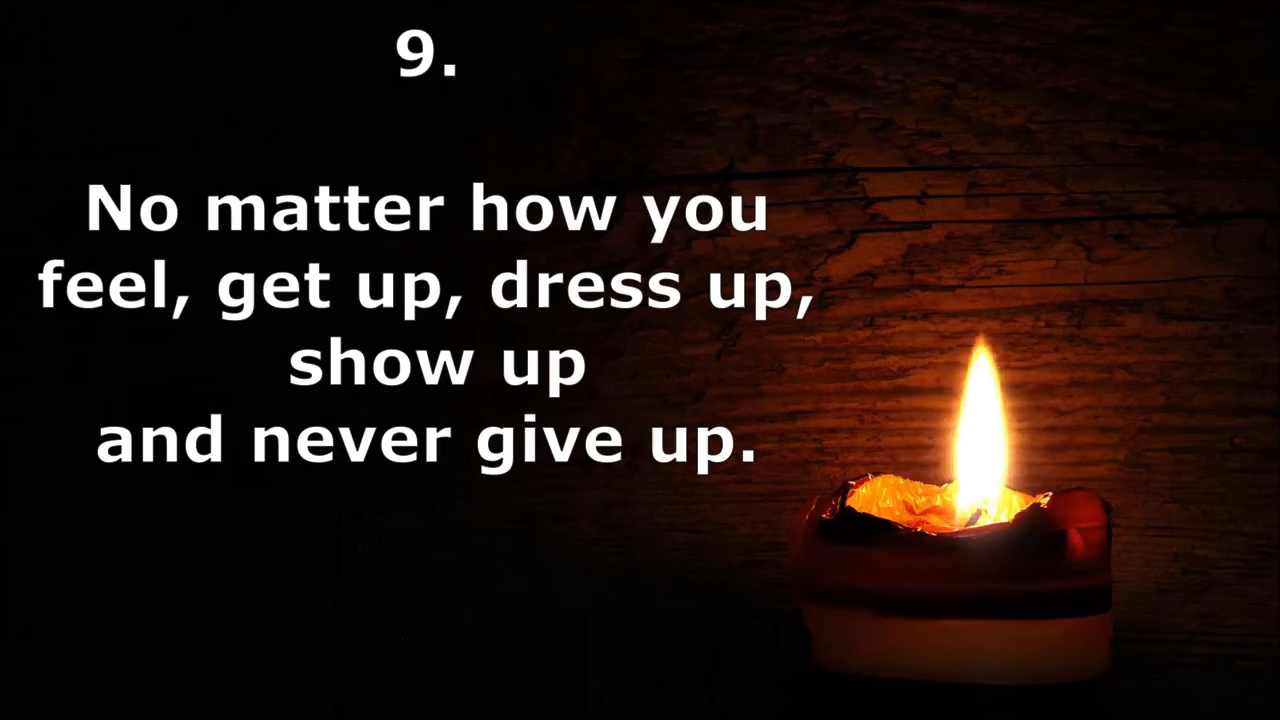 9.
No matter how you
feel, get up, dress up,
show up
and never give up.